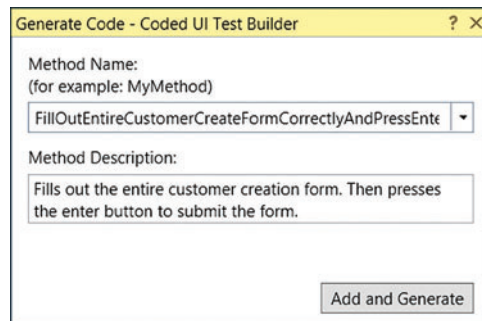 Generate Code - Coded UI Test Builder ? ×
Method Name:
(for example: MyMethod)
FillOutEntireCustomerCreateFormCorrectlyAndPressEnte
Method Description:
Fills out the entire customer creation form. Then presses
the enter button to submit the form.
Add and Generate